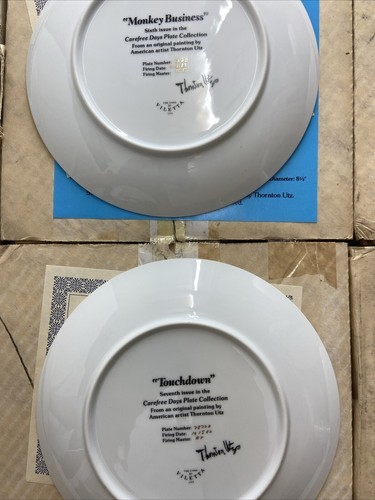 "Monkey Business"
Sixth issue in the
Carefree Days Plate Collection
From an original painting by
American artist Thornton Utz
Plate Number:
Firing Date:
Firing Master:
Thornton Utz
VILETTA
Diameter: 8½"
Thornton Utz.
"Touchdown"
Seventh issue in the
Carefree Days Plate Collection
From an original painting by
American artist Thornton Utz
Plate Number:
Firing Date:
Firing Master:
Thornton Utz
VILETTA